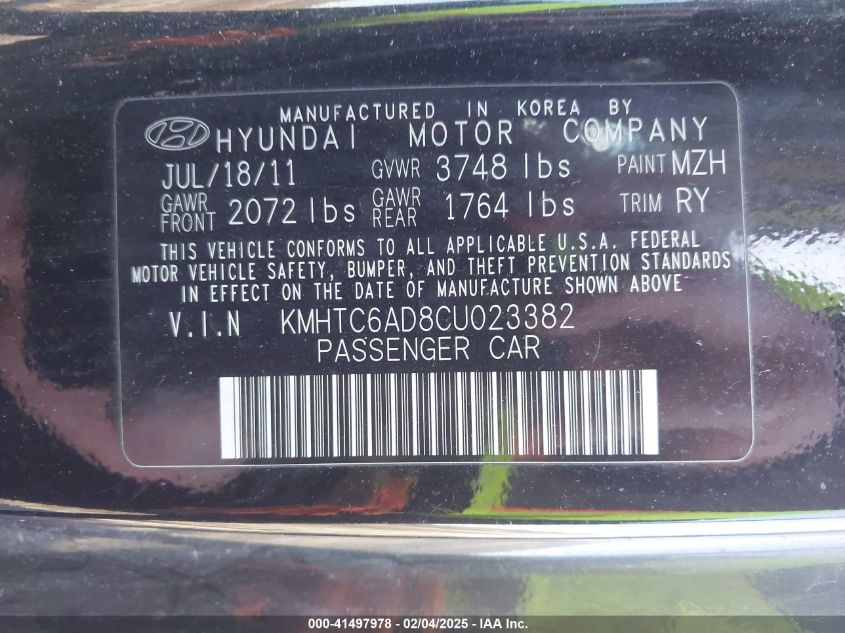 MANUFACTURED IN KOREA BY
HYUNDAI MOTOR COMPANY
JUL/18/11 GVWR 3748 lbs PAINT MZH
GAWR FRONT 2072 lbs GAWR REAR 1764 lbs TRIM RY
THIS VEHICLE CONFORMS TO ALL APPLICABLE U.S.A. FEDERAL
MOTOR VEHICLE SAFETY, BUMPER, AND THEFT PREVENTION STANDARDS
IN EFFECT ON THE DATE OF MANUFACTURE SHOWN ABOVE
V.I.N KMHTC6AD8CU023382
PASSENGER CAR
000-41497978 - 02/04/2025 - IAA Inc.